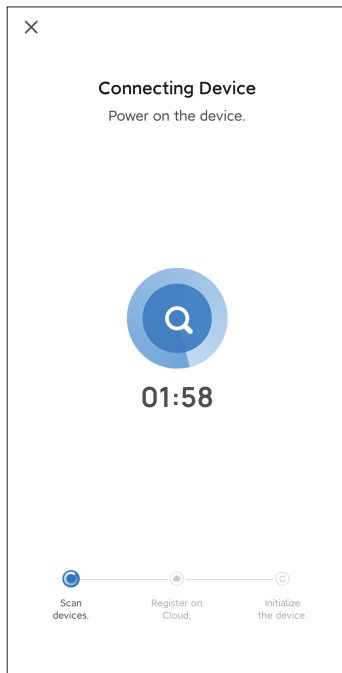 Connecting Device
Power on the device.
01:58
Scan
devices.
Register on
Cloud.
Initialize
the device.